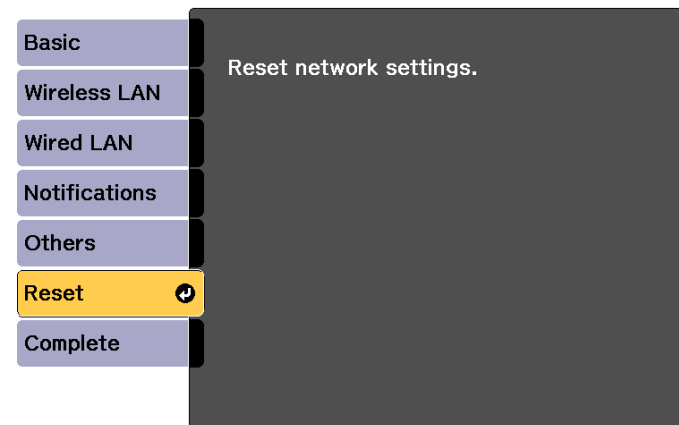 Basic
Reset network settings.
Wireless LAN
Wired LAN
Notifications
Others
Reset
Complete